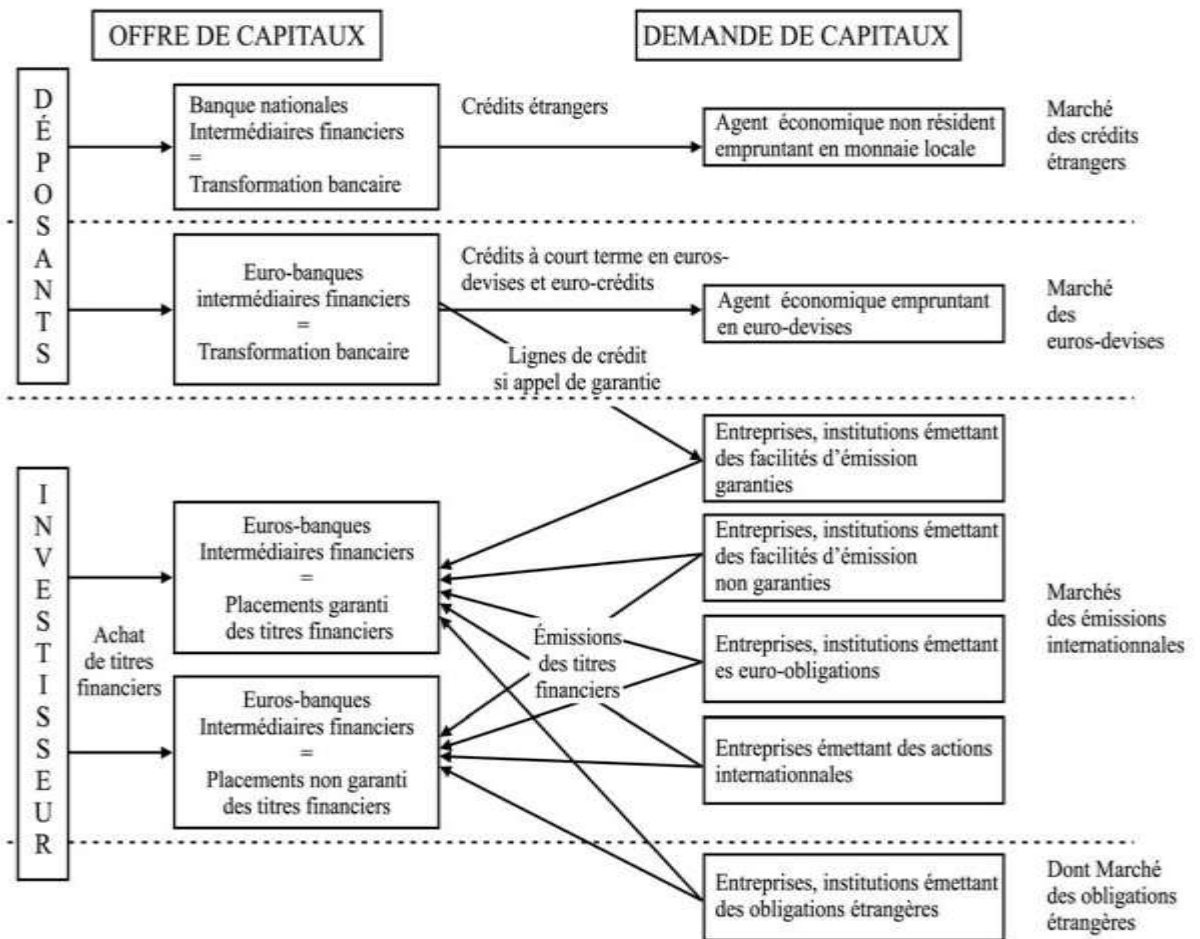 OFFRE DE CAPITAUX
DEMANDE DE CAPITAUX
DÉPOSANTS
Banque nationales
Intermédiaires financiers
=
Transformation bancaire
Crédits étrangers
Agent économique non résident
empruntant en monnaie locale
Marché
des crédits
étrangers
Euro-banques
intermédiaires financiers
=
Transformation bancaire
Crédits à court terme en euros-
devises et euro-crédits
Agent économique empruntant
en euro-devises
Marché
des
euros-devises
Lignes de crédit
si appel de garantie
INVESTISSEUR
Achat
de titres
financiers
Euros-banques
Intermédiaires financiers
=
Placements garanti
des titres financiers
Euros-banques
Intermédiaires financiers
=
Placements non garanti
des titres financiers
Émissions
des titres
financiers
Entreprises, institutions émettant
des facilités d’émission
garanties
Entreprises, institutions émettant
des facilités d’émission
non garanties
Entreprises, institutions émettant
es euro-obligations
Entreprises émettant des actions
internationnales
Marchés
des émissions
internationnales
Entreprises, institutions émettant
des obligations étrangères
Dont Marché
des obligations
étrangères